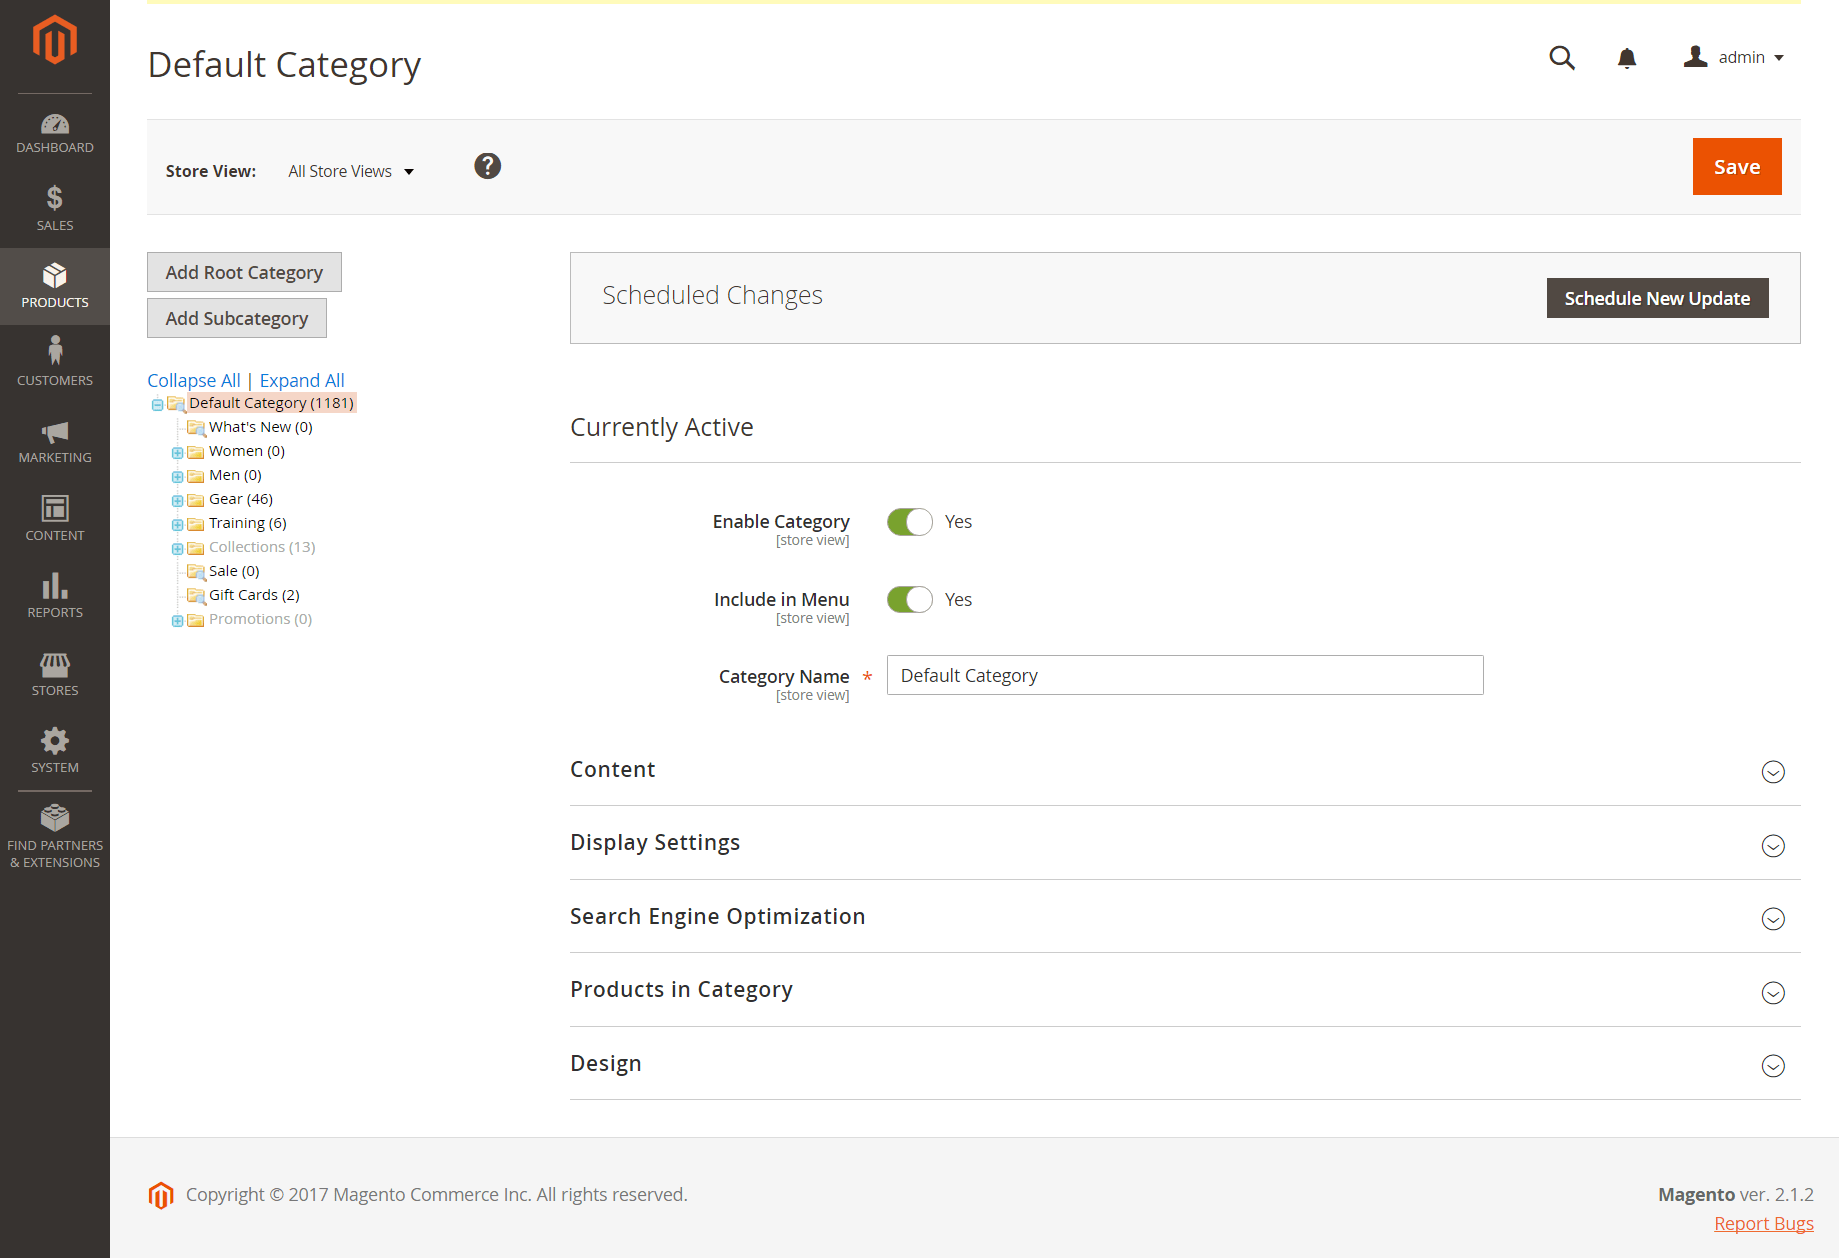 Default Category
admin
Store View: All Store Views ?
Save
DASHBOARD
$
SALES
PRODUCTS
CUSTOMERS
MARKETING
CONTENT
REPORTS
STORES
SYSTEM
FIND PARTNERS
& EXTENSIONS
Add Root Category
Add Subcategory
Collapse All | Expand All
Default Category (1181)
What's New (0)
Women (0)
Men (0)
Gear (46)
Training (6)
Collections (13)
Sale (0)
Gift Cards (2)
Promotions (0)
Scheduled Changes
Schedule New Update
Currently Active
Enable Category Yes
[store view]
Include in Menu Yes
[store view]
Category Name * Default Category
[store view]
Content
Display Settings
Search Engine Optimization
Products in Category
Design
Copyright © 2017 Magento Commerce Inc. All rights reserved.
Magento ver. 2.1.2
Report Bugs